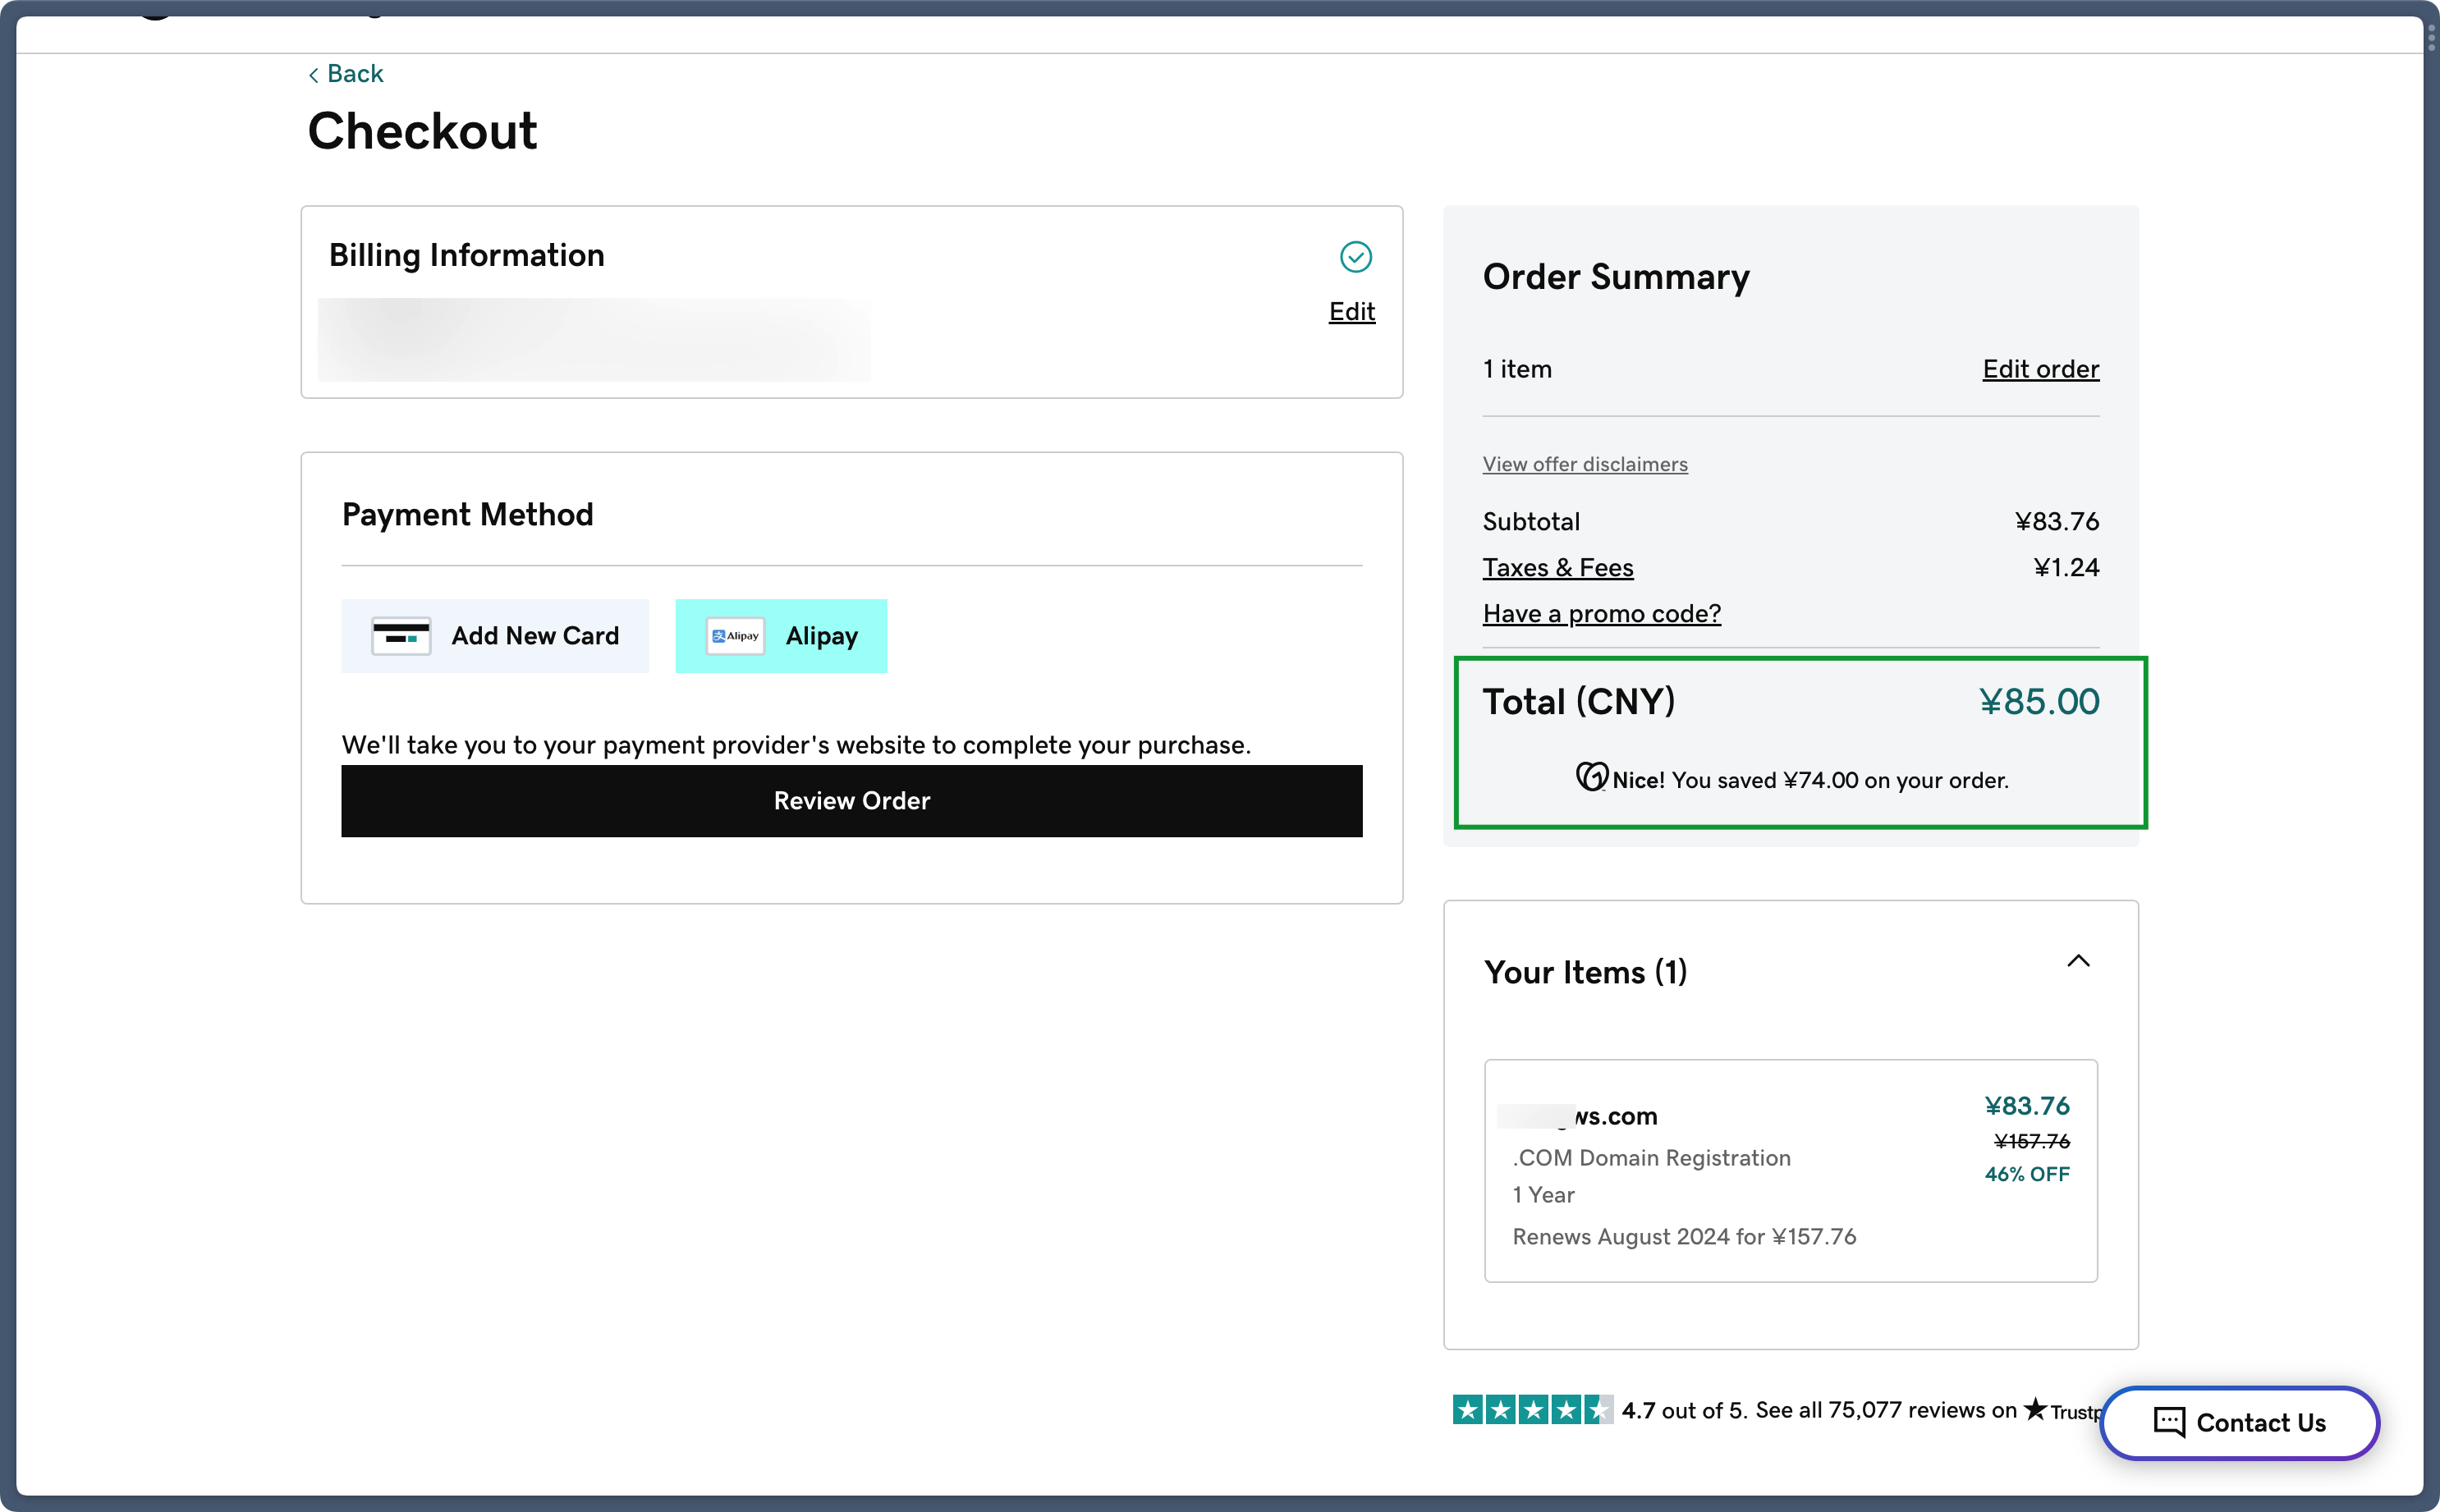 Back
Checkout
Billing Information
Edit
Payment Method
Add New Card
Alipay
Alipay
We'll take you to your payment provider's website to complete your purchase.
Review Order
Order Summary
1 item
Edit order
View offer disclaimers
Subtotal
¥83.76
Taxes & Fees
¥1.24
Have a promo code?
Total (CNY)
¥85.00
Nice! You saved ¥74.00 on your order.
Your Items (1)
ws.com
¥83.76
¥157.76
46% OFF
.COM Domain Registration
1 Year
Renews August 2024 for ¥157.76
4.7 out of 5. See all 75,077 reviews on Trustp
Contact Us